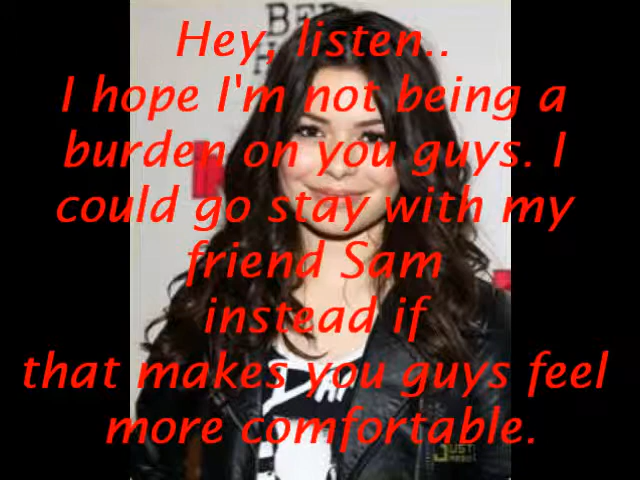 Hey, listen..
I hope I'm not being a
burden on you guys. I
could go stay with my
friend Sam
instead if
that makes you guys feel
more comfortable.